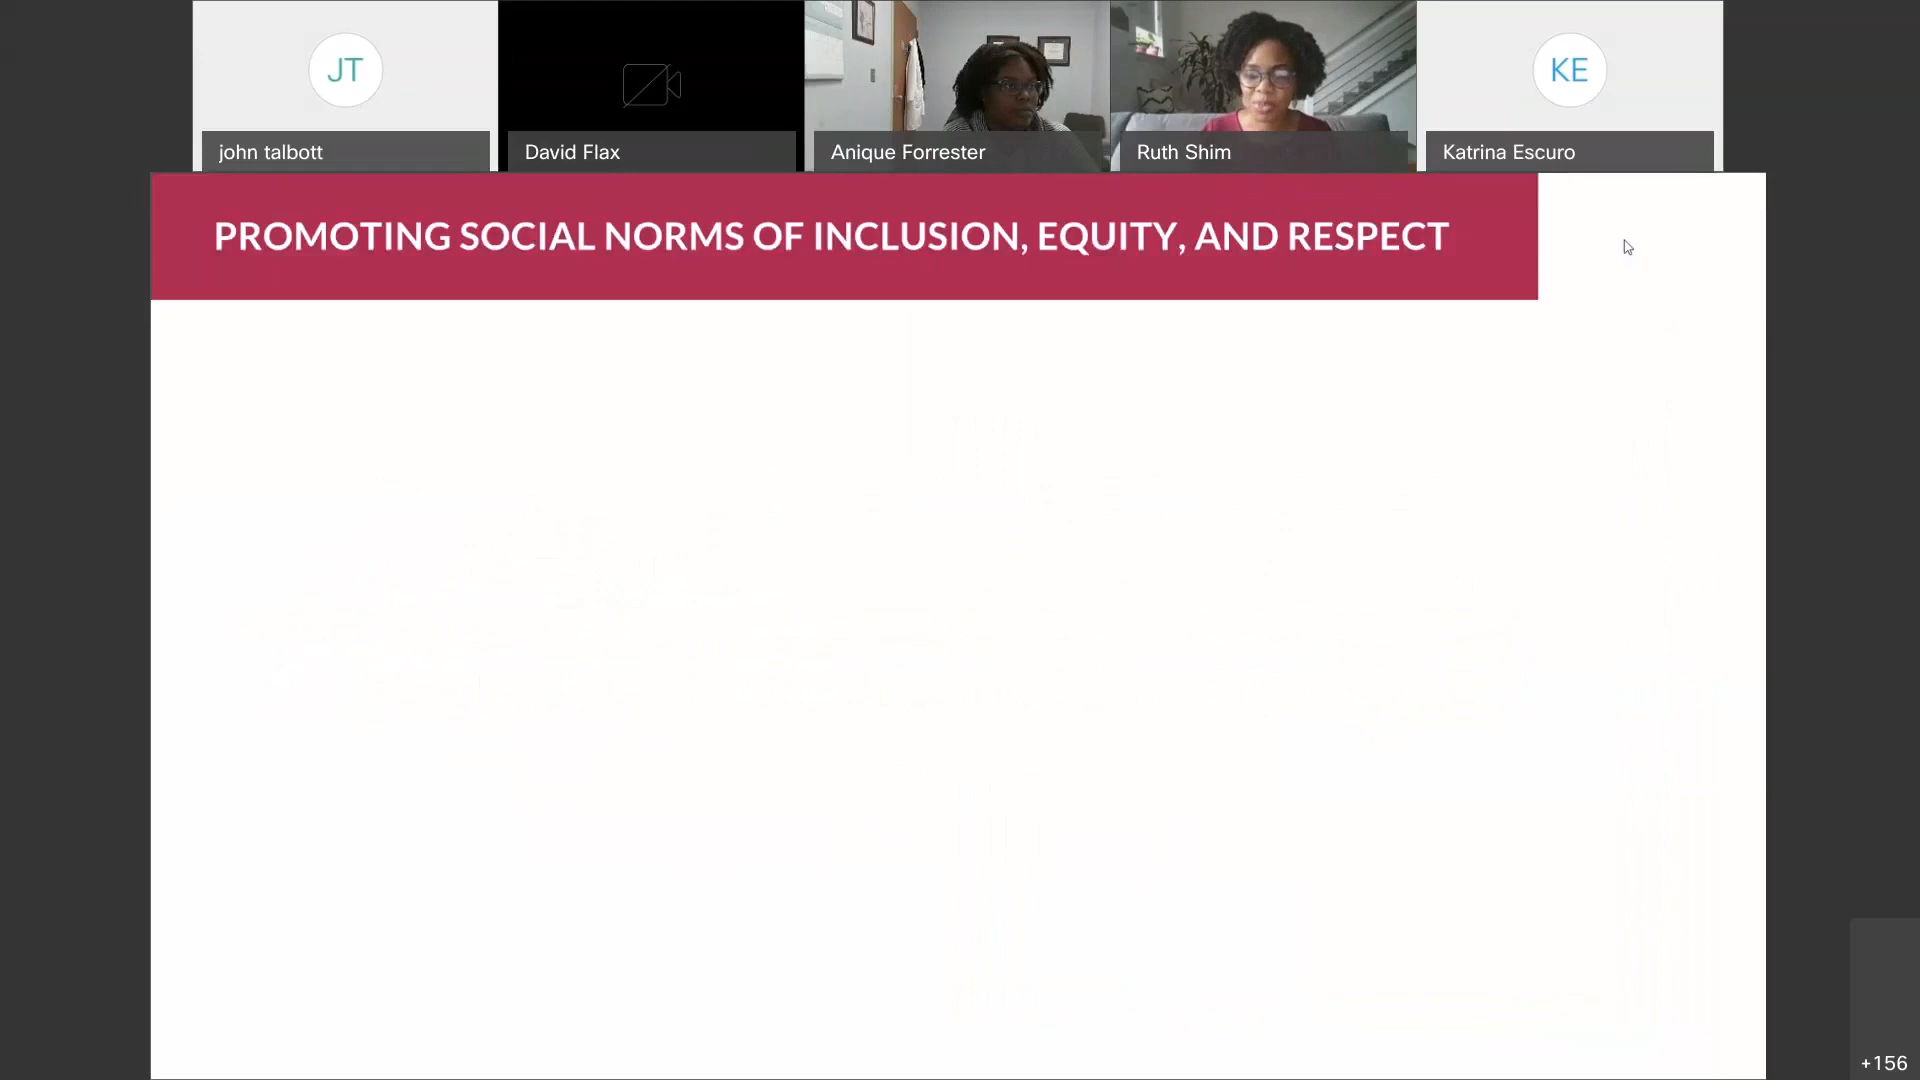 JT
KE
john talbott
David Flax
Anique Forrester
Ruth Shim
Katrina Escuro
PROMOTING SOCIAL NORMS OF INCLUSION, EQUITY, AND RESPECT
+156